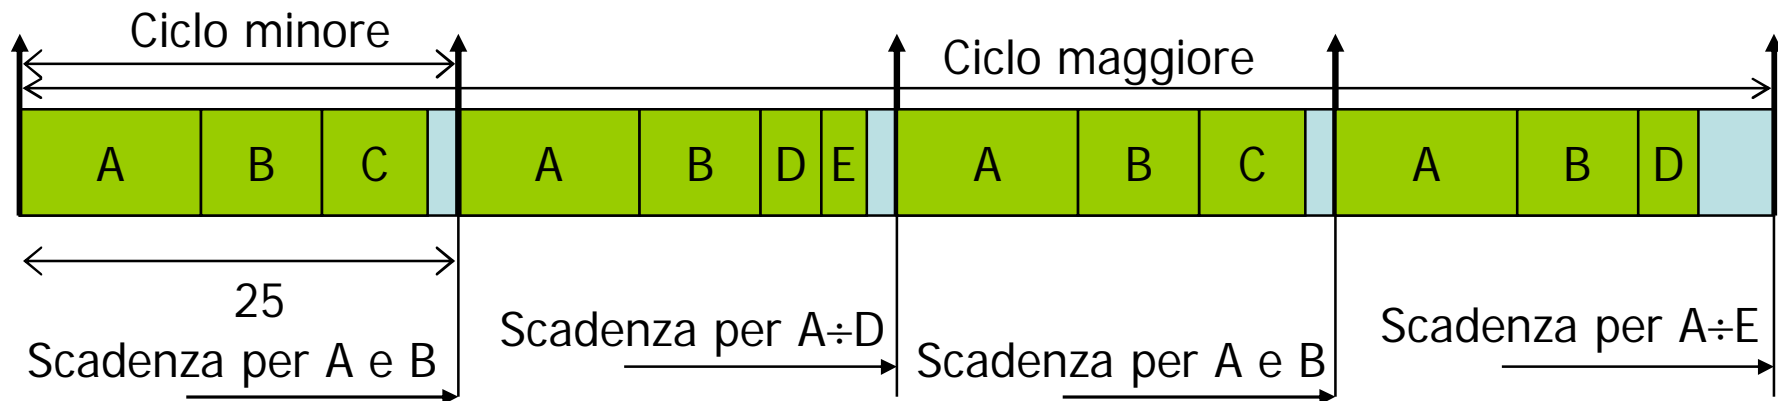 Ciclo minore
Ciclo maggiore
A B C A B D E A B C A B D
25
Scadenza per A e B
Scadenza per A÷D
Scadenza per A e B
Scadenza per A÷E